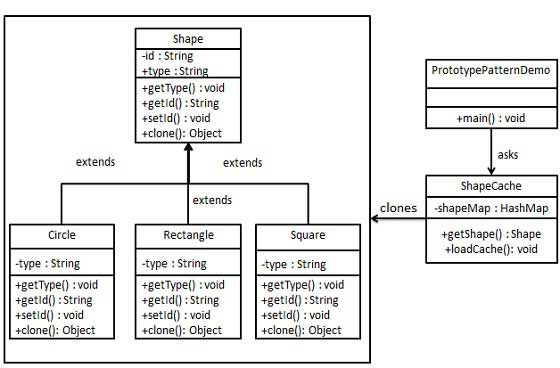 Shape
-id : String
+type : String
+getType() : void
+getId() : String
+setId() : void
+clone(): Object
PrototypePatternDemo
+main() : void
asks
extends
extends
extends
clones
ShapeCache
-shapeMap : HashMap
+getShape() : Shape
+loadCache(): void
Circle
-type : String
+getType() : void
+getId() : String
+setId() : void
+clone(): Object
Rectangle
-type : String
+getType() : void
+getId() : String
+setId() : void
+clone(): Object
Square
-type : String
+getType() : void
+getId() : String
+setId() : void
+clone(): Object